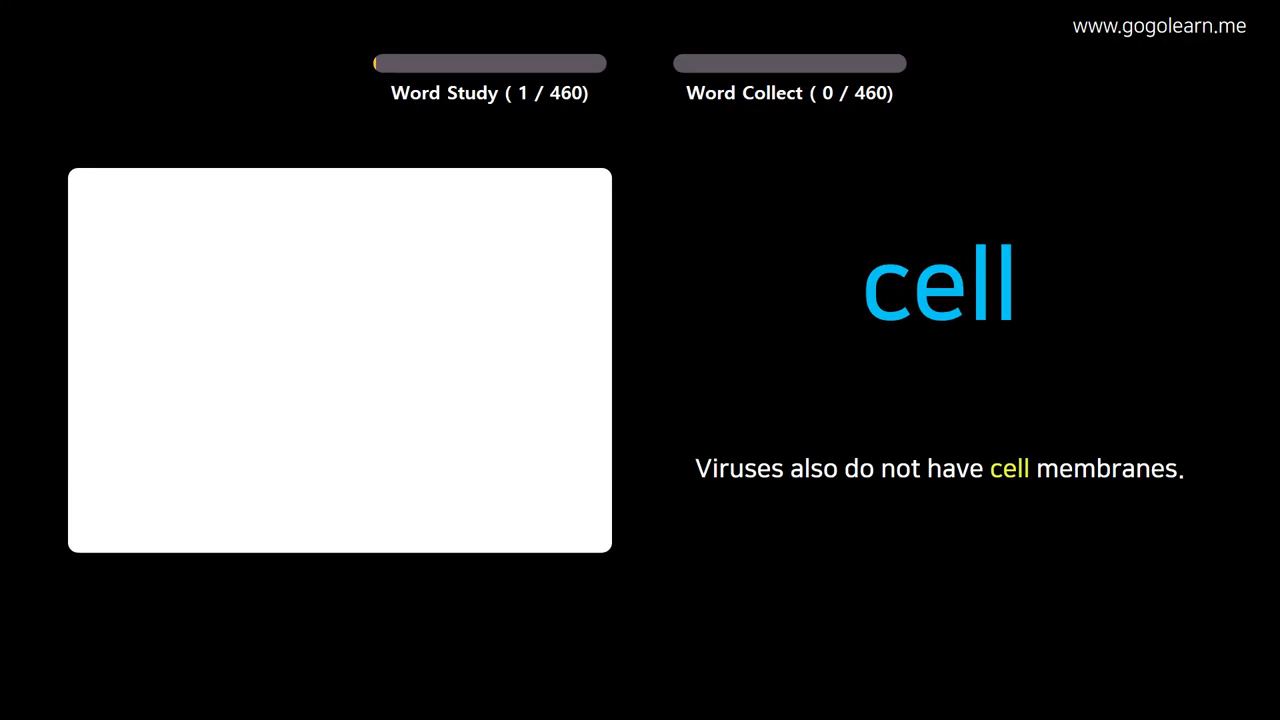 www.gogolearn.me
Word Study ( 1 / 460)
Word Collect ( 0 / 460)
cell
Viruses also do not have cell membranes.